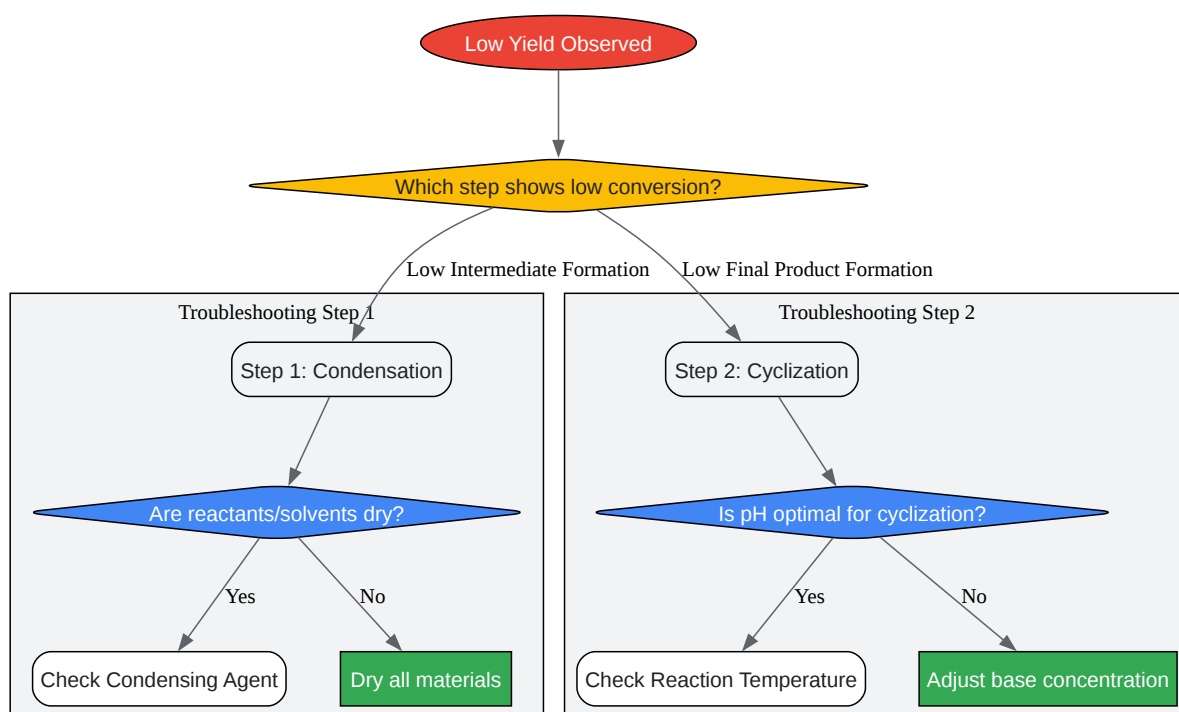 Low Yield Observed
Which step shows low conversion?
Low Intermediate Formation
Low Final Product Formation
Troubleshooting Step 1
Step 1: Condensation
Are reactants/solvents dry?
Yes
No
Check Condensing Agent
Dry all materials
Troubleshooting Step 2
Step 2: Cyclization
Is pH optimal for cyclization?
Yes
No
Check Reaction Temperature
Adjust base concentration